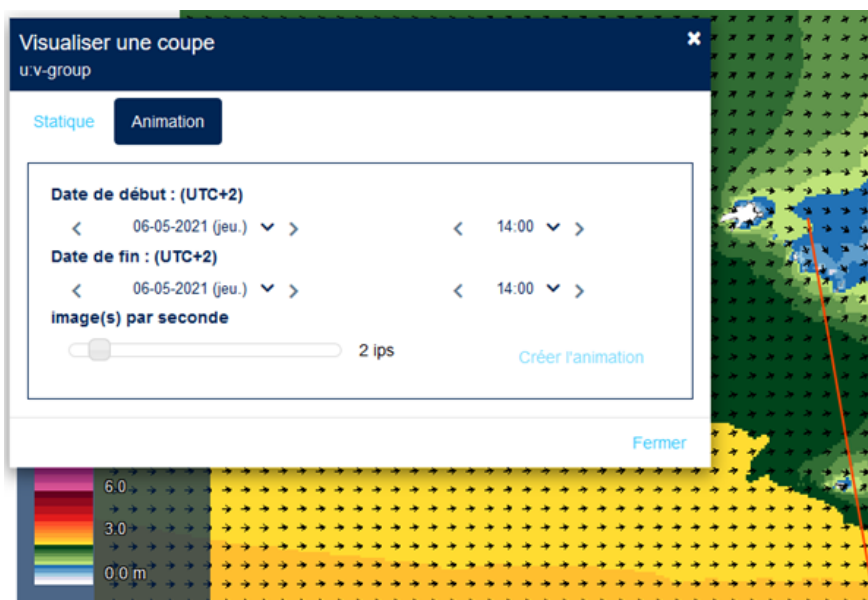 Visualiser une coupe
u:v-group
Statique Animation
Date de début : (UTC+2)
06-05-2021 (jeu.) 14:00
Date de fin : (UTC+2)
06-05-2021 (jeu.) 14:00
image(s) par seconde
2 ips Créer l'animation
Fermer
6.0
3.0
0.0 m